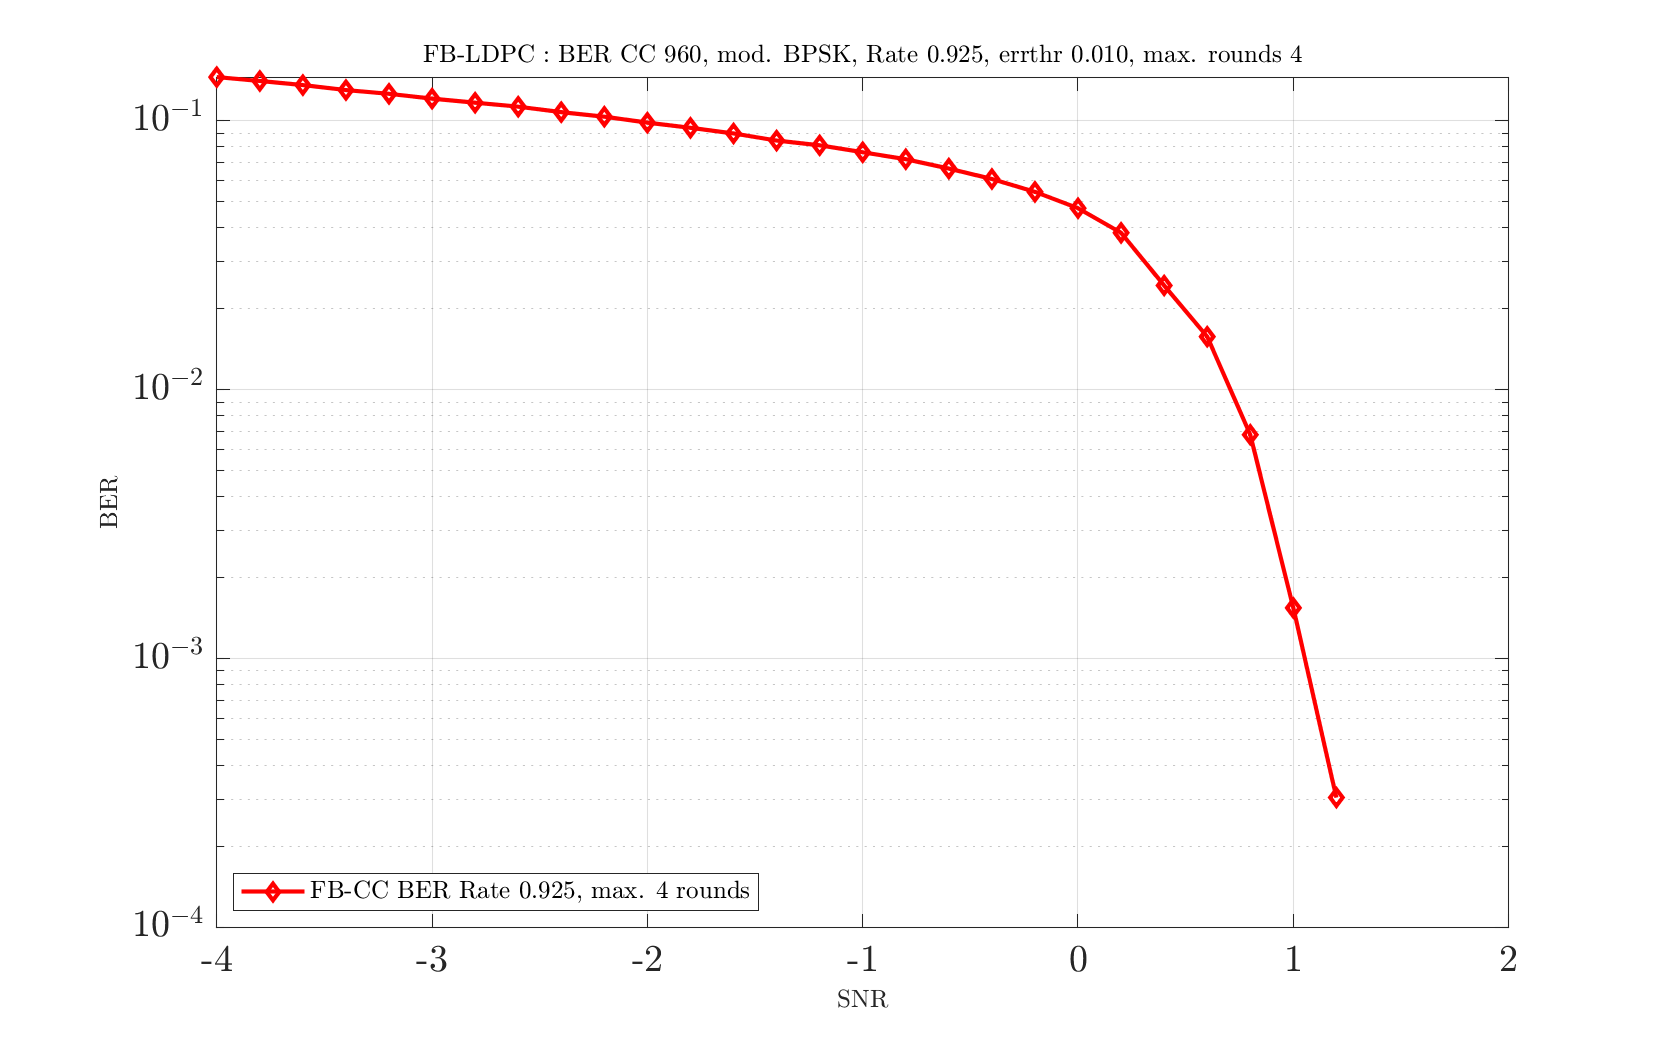 FB-LDPC : BER CC 960, mod. BPSK, Rate 0.925, errthr 0.010, max. rounds 4
10⁻¹
10⁻²
10⁻³
10⁻⁴
BER
FB-CC BER Rate 0.925, max. 4 rounds
-4 -3 -2 -1 0 1 2
SNR